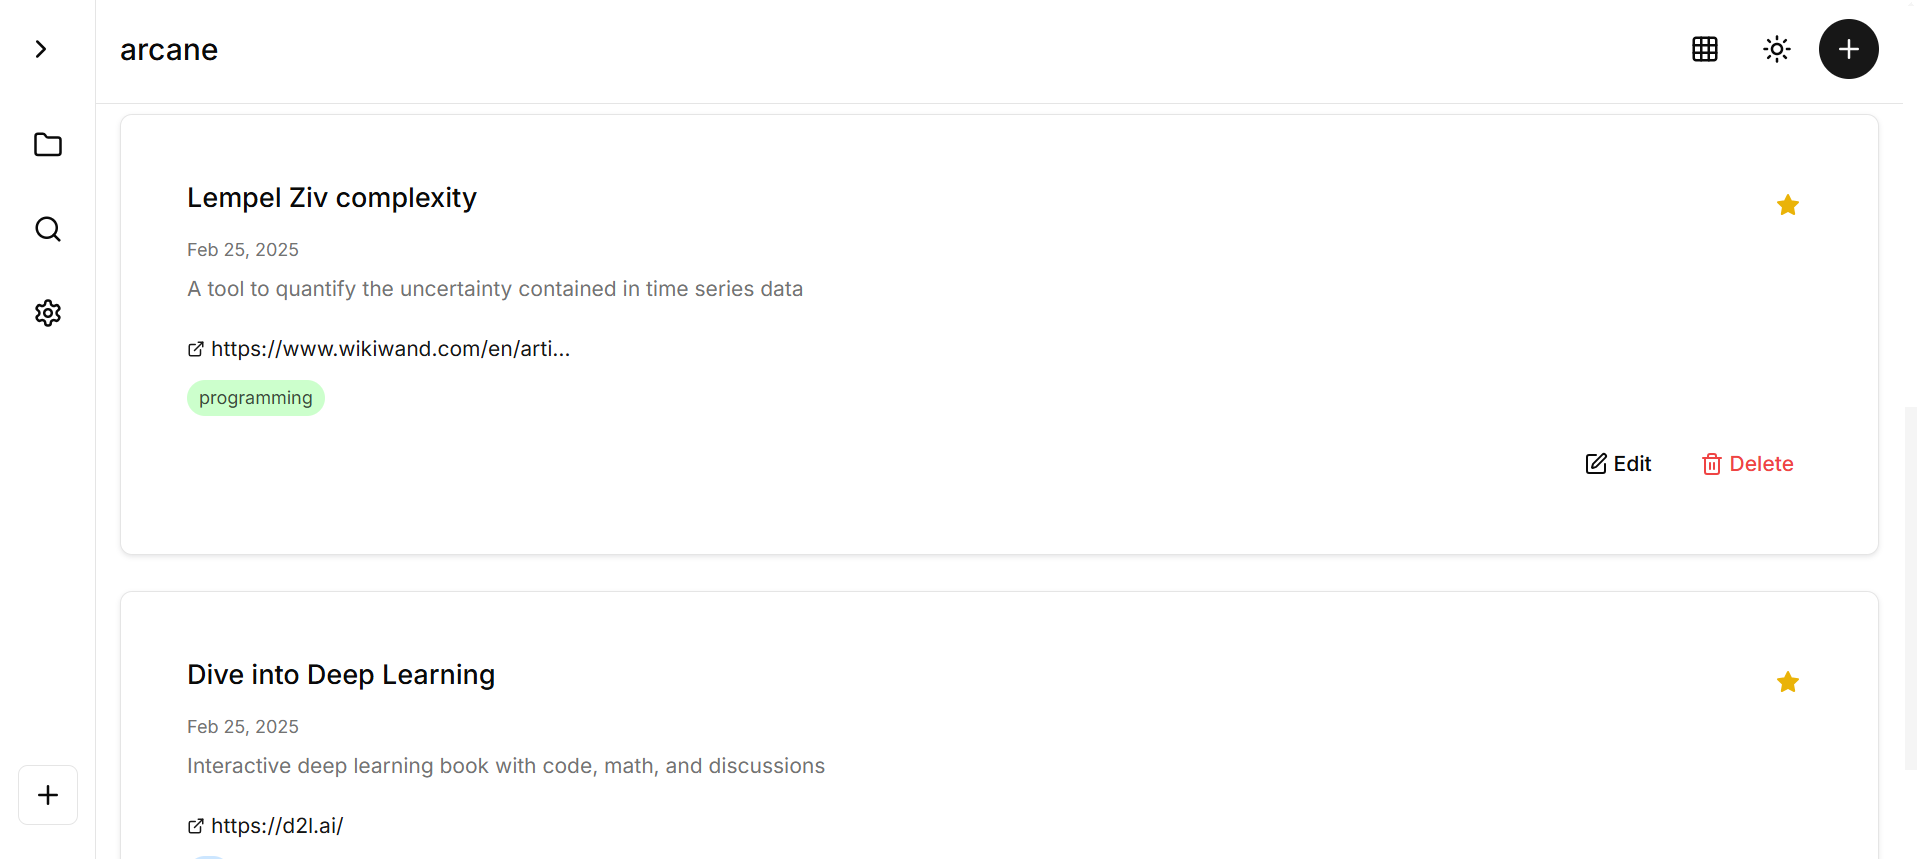 arcane
Lempel Ziv complexity
Feb 25, 2025
A tool to quantify the uncertainty contained in time series data
https://www.wikiwand.com/en/arti...
programming
Edit
Delete
Dive into Deep Learning
Feb 25, 2025
Interactive deep learning book with code, math, and discussions
https://d2l.ai/